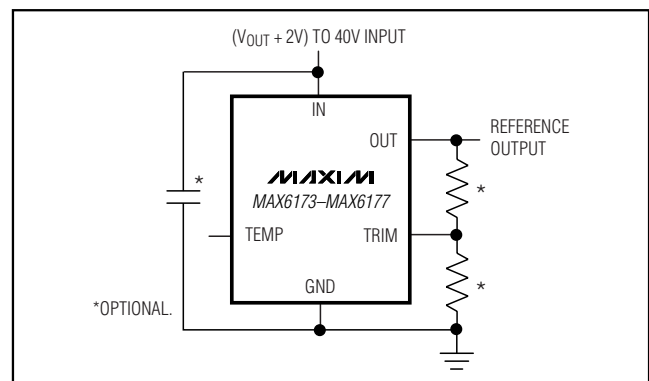 (VOUT + 2V) TO 40V INPUT
IN
OUT
REFERENCE
OUTPUT
*
MAXIM
*
MAX6173–MAX6177
TEMP
TRIM
GND
*
*OPTIONAL.